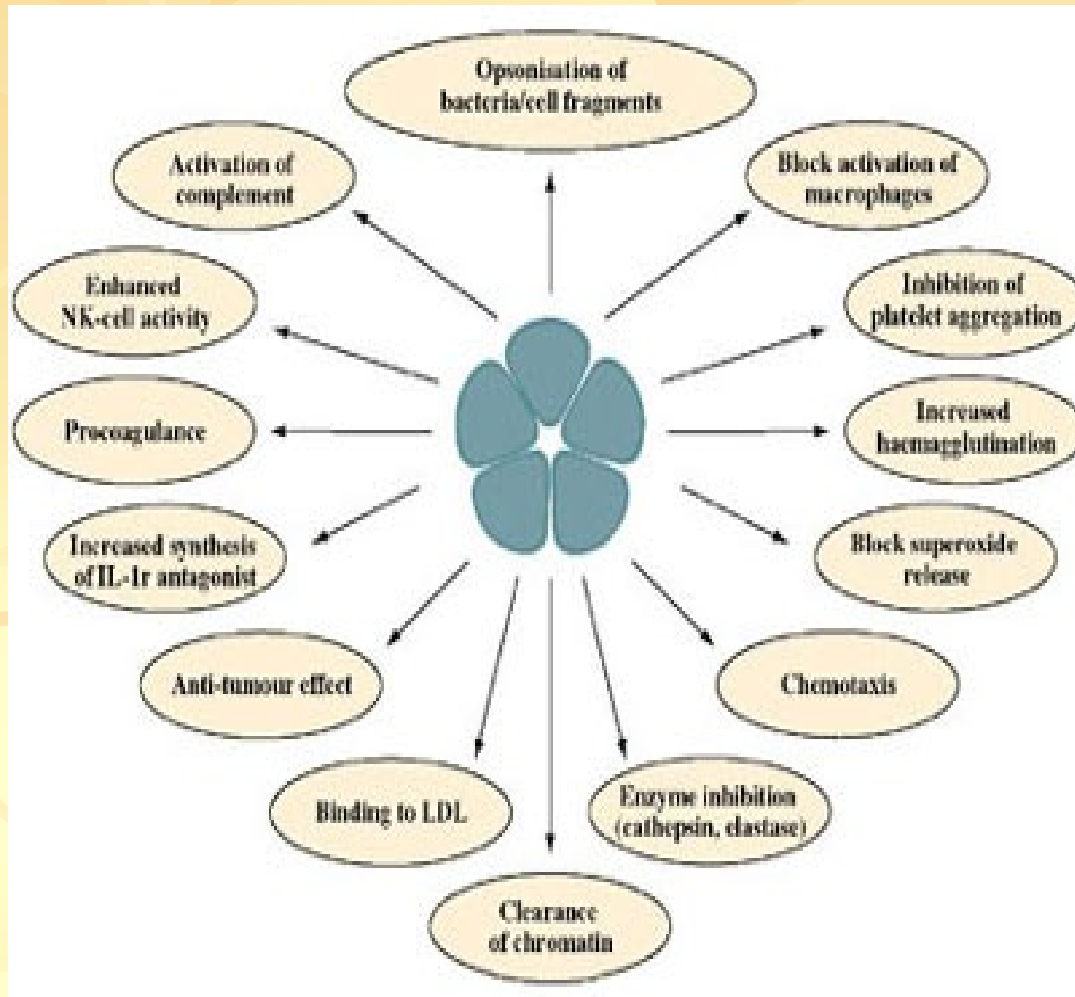 Opsonisation of
bacteria/cell fragments
Activation of
complement
Block activation of
macrophages
Enhanced
NK-cell activity
Inhibition of
platelet aggregation
Procoagulance
Increased
haemagglutination
Increased synthesis
of IL-1r antagonist
Block superoxide
release
Anti-tumour effect
Chemotaxis
Binding to LDL
Enzyme inhibition
(cathepsin, elastase)
Clearance
of chromatin